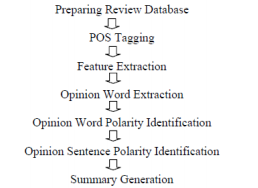 Preparing Review Database
POS Tagging
Feature Extraction
Opinion Word Extraction
Opinion Word Polarity Identification
Opinion Sentence Polarity Identification
Summary Generation